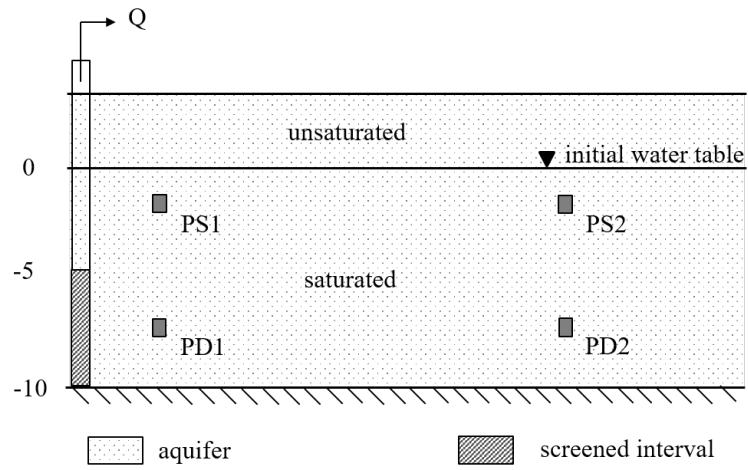 Q
unsaturated
0
initial water table
PS1
PS2
-5
saturated
PD1
PD2
-10
aquifer
screened interval